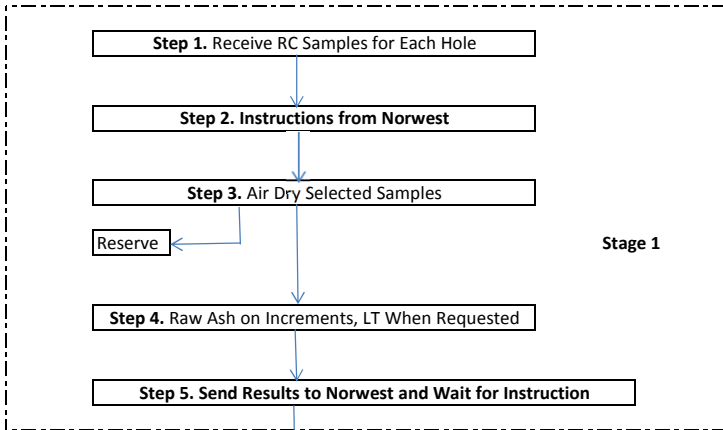 Step 1. Receive RC Samples for Each Hole
Step 2. Instructions from Norwest
Step 3. Air Dry Selected Samples
Reserve
Stage 1
Step 4. Raw Ash on Increments, LT When Requested
Step 5. Send Results to Norwest and Wait for Instruction